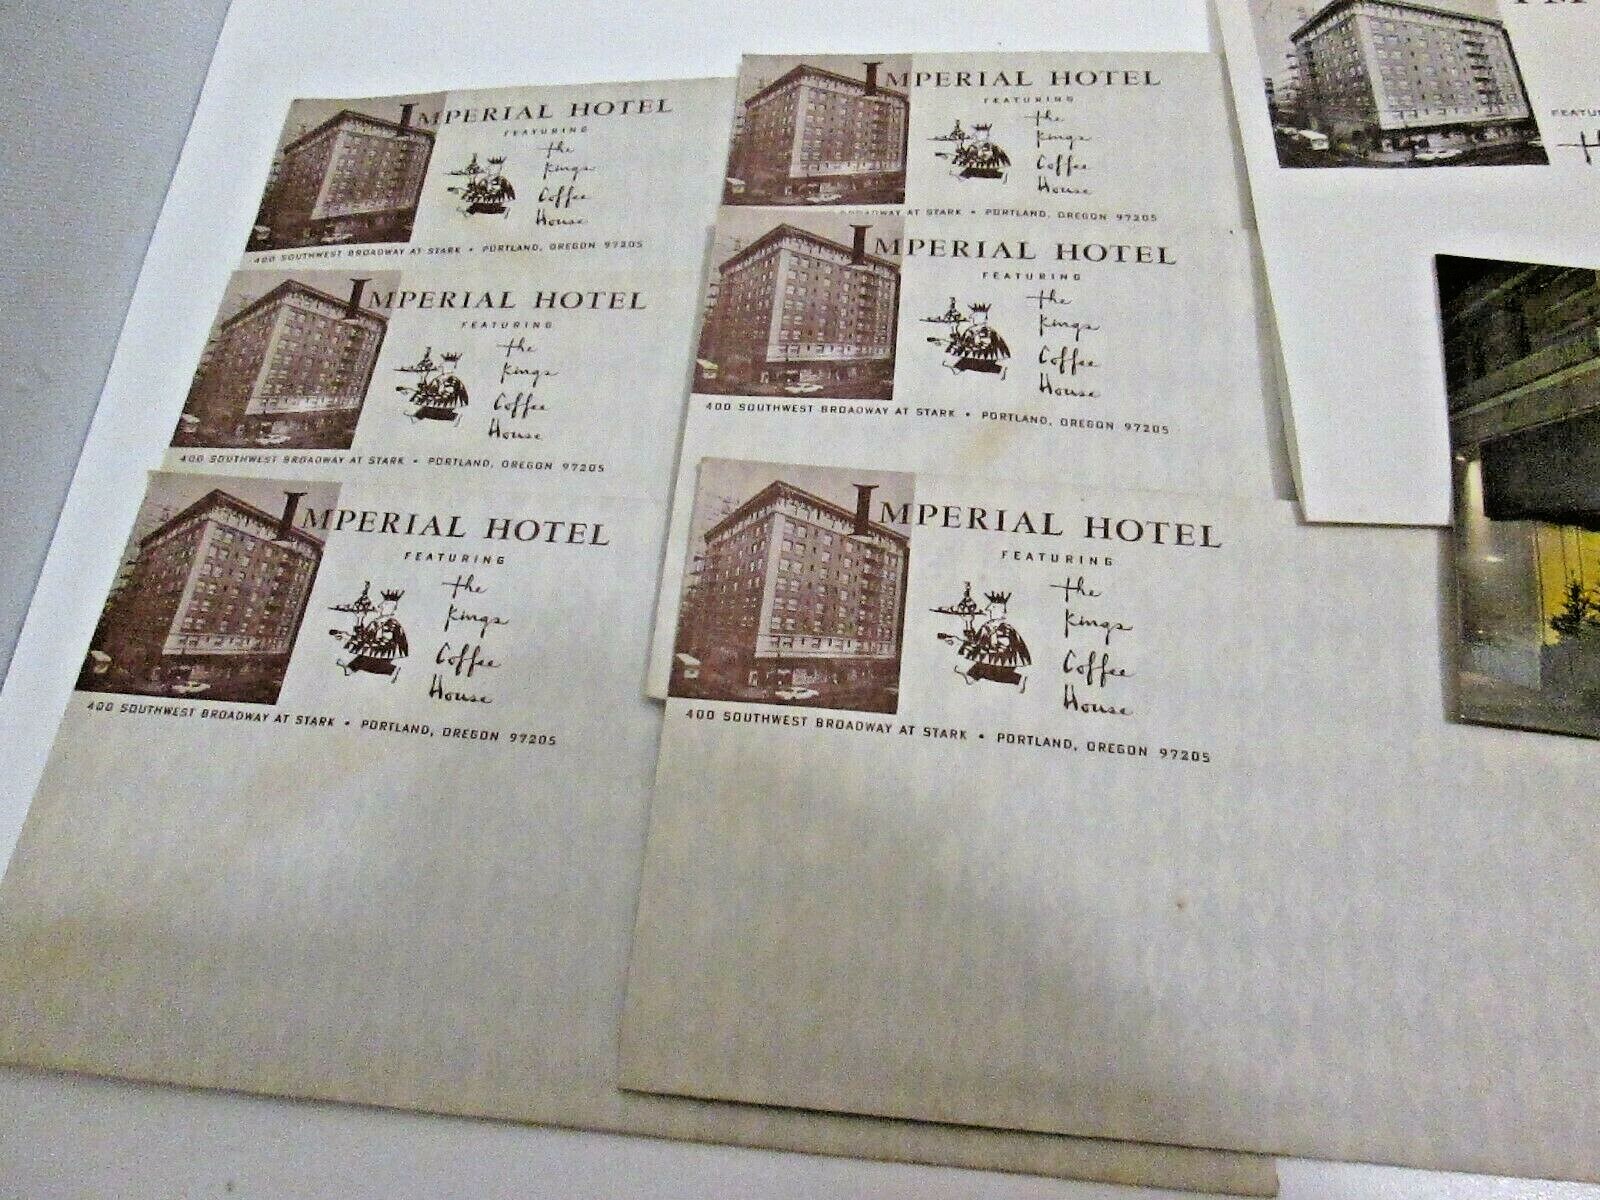 IMPERIAL HOTEL
FEATURING
the
Kings
Coffee
House
400 SOUTHWEST BROADWAY AT STARK • PORTLAND, OREGON 97205
IMPERIAL HOTEL
FEATURING
the
Kings
Coffee
House
400 SOUTHWEST BROADWAY AT STARK • PORTLAND, OREGON 97205
IMPERIAL HOTEL
FEATURING
the
Kings
Coffee
House
400 SOUTHWEST BROADWAY AT STARK • PORTLAND, OREGON 97205
IMPERIAL HOTEL
FEATURING
the
Kings
Coffee
House
BROADWAY AT STARK • PORTLAND, OREGON 97205
IMPERIAL HOTEL
FEATURING
the
Kings
Coffee
House
400 SOUTHWEST BROADWAY AT STARK • PORTLAND, OREGON 97205
IMPERIAL HOTEL
FEATURING
the
Kings
Coffee
House
400 SOUTHWEST BROADWAY AT STARK • PORTLAND, OREGON 97205